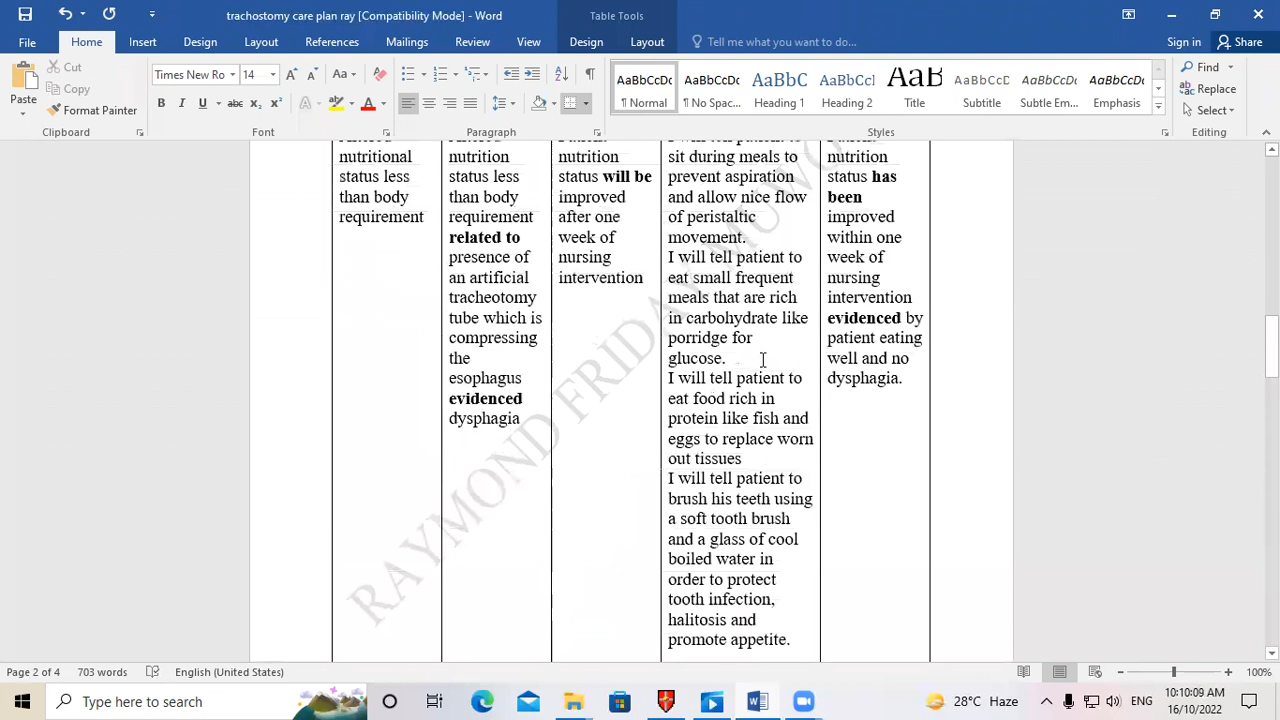 trachostomy care plan ray [Compatibility Mode] - Word
Table Tools
File
Home
Insert
Design
Layout
References
Mailings
Review
View
Design
Layout
Tell me what you want to do...
Sign in
Share
Paste
Cut
Copy
Format Painter
Clipboard
Times New Ro
14
Font
Paragraph
AaBbCcDc
¶ Normal
AaBbCcDc
¶ No Spac...
AaBbC
Heading 1
AaBbCcI
Heading 2
AaB
Title
AaBbCcD
Subtitle
AaBbCcDc
Subtle Em...
AaBbCcDc
Emphasis
Styles
Find
Replace
Select
Editing
nutritional
status less
than body
requirement
nutrition
status less
than body
requirement
related to
presence of
an artificial
tracheotomy
tube which is
compressing
the
esophagus
evidenced
dysphagia
nutrition
status will be
improved
after one
week of
nursing
intervention
I will tell patient to
sit during meals to
prevent aspiration
and allow nice flow
of peristaltic
movement.
I will tell patient to
eat small frequent
meals that are rich
in carbohydrate like
porridge for
glucose.
I will tell patient to
eat food rich in
protein like fish and
eggs to replace worn
out tissues
I will tell patient to
brush his teeth using
a soft tooth brush
and a glass of cool
boiled water in
order to protect
tooth infection,
halitosis and
promote appetite.
nutrition
status has
been
improved
within one
week of
nursing
intervention
evidenced by
patient eating
well and no
dysphagia.
RAYMOND FRIDAY MUWO
Page 2 of 4
703 words
English (United States)
100%
Type here to search
28°C Haze
ENG
10:10:09 AM
16/10/2022